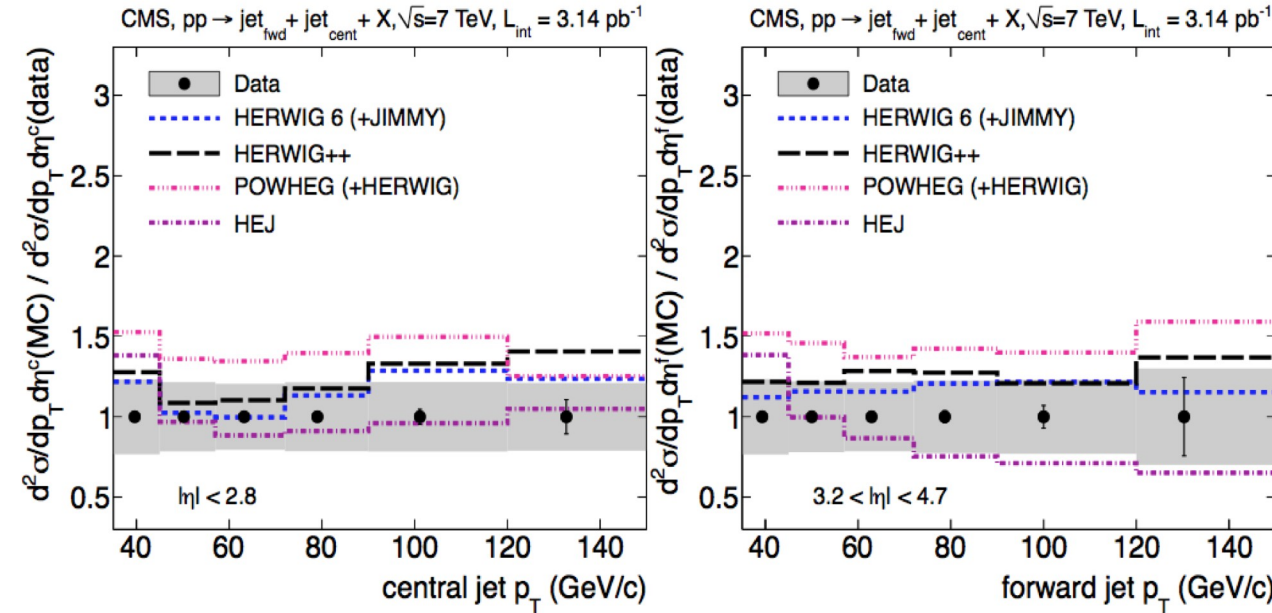 CMS, pp → jet_fwd + jet_cent + X, √s=7 TeV, L_int = 3.14 pb⁻¹
d²σ/dp_T dη^c(MC) / d²σ/dp_T dη^c(data)
3
2.5
2
1.5
1
0.5
Data
HERWIG 6 (+JIMMY)
HERWIG++
POWHEG (+HERWIG)
HEJ
|η| < 2.8
40 60 80 100 120 140
central jet p_T (GeV/c)
CMS, pp → jet_fwd + jet_cent + X, √s=7 TeV, L_int = 3.14 pb⁻¹
d²σ/dp_T dη^f(MC) / d²σ/dp_T dη^f(data)
3
2.5
2
1.5
1
0.5
Data
HERWIG 6 (+JIMMY)
HERWIG++
POWHEG (+HERWIG)
HEJ
3.2 < |η| < 4.7
40 60 80 100 120 140
forward jet p_T (GeV/c)